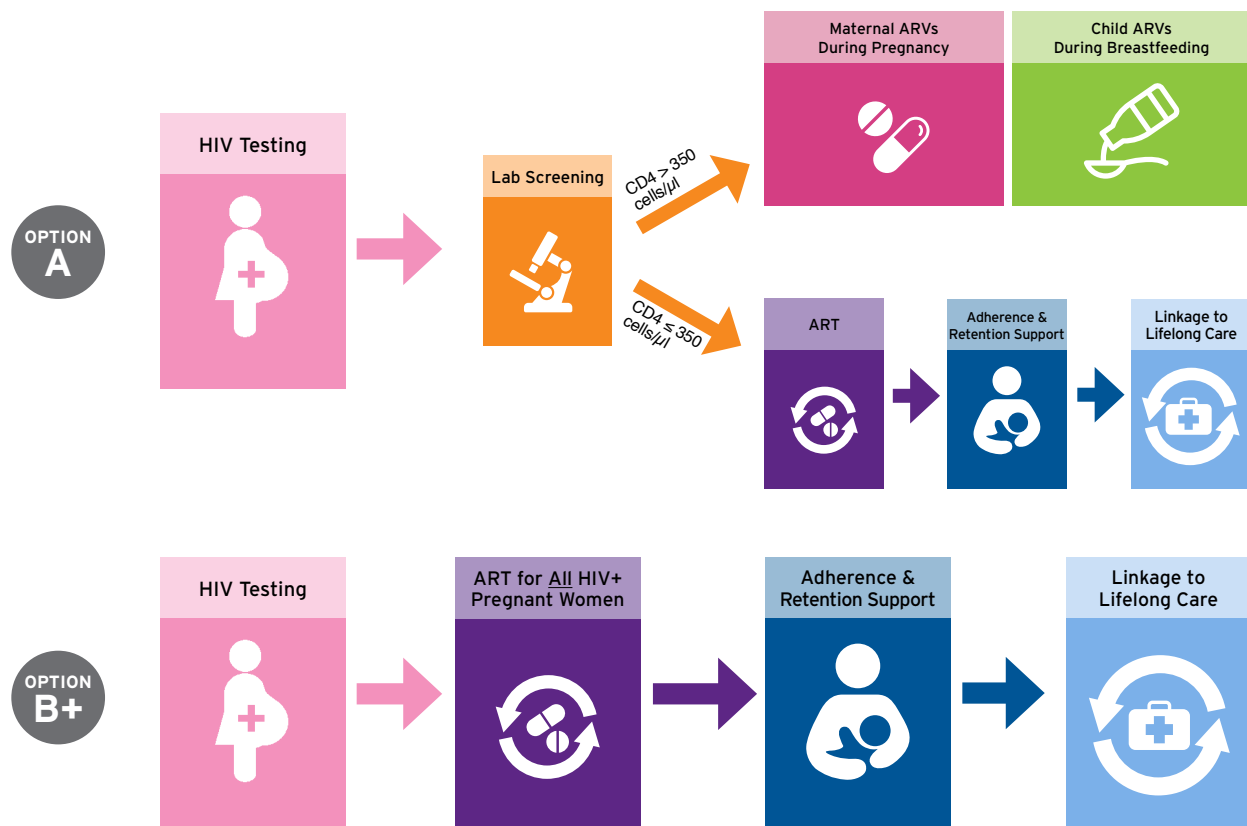 OPTION
A
HIV Testing
Lab Screening
CD4 > 350
cells/µl
Maternal ARVs
During Pregnancy
Child ARVs
During Breastfeeding
CD4 ≤ 350
cells/µl
ART
Adherence &
Retention Support
Linkage to
Lifelong Care
OPTION
B+
HIV Testing
ART for All HIV+
Pregnant Women
Adherence &
Retention Support
Linkage to
Lifelong Care